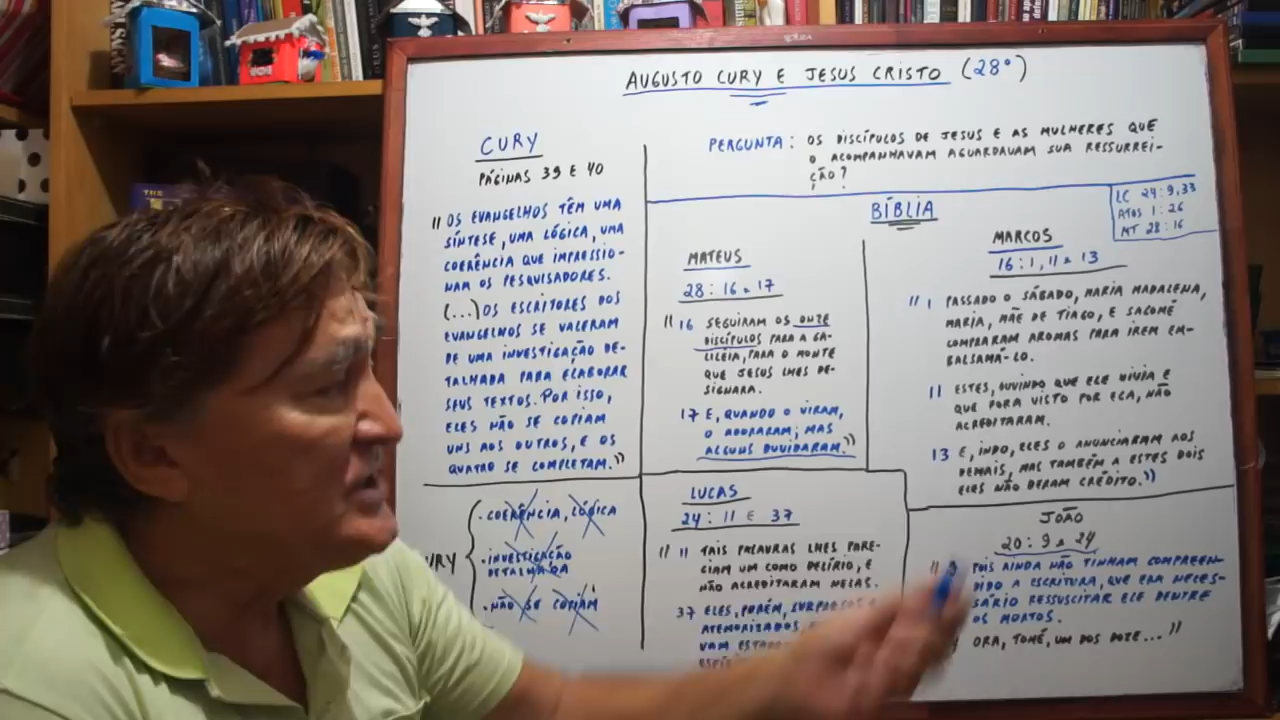 AUGUSTO CURY E JESUS CRISTO (28º)
CURY
PÁGINAS 39 E 40
"OS EVANGELHOS TÊM UMA
SÍNTESE, UMA LÓGICA, UMA
COERÊNCIA QUE IMPRESSIO-
NAM OS PESQUISADORES.
(...) OS ESCRITORES DOS
EVANGELHOS SE VALERAM
DE UMA INVESTIGAÇÃO DE-
TALHADA PARA ELABORAR
SEUS TEXTOS. POR ISSO,
ELES NÃO SE COPIAM
UNS AOS OUTROS, E OS
QUATRO SE COMPLETAM."
URY
• COERÊNCIA, LÓGICA
• INVESTIGAÇÃO
DETALHADA
• NÃO SE COPIAM
PERGUNTA: OS DISCÍPULOS DE JESUS E AS MULHERES QUE
O ACOMPANHAVAM AGUARDAVAM SUA RESSURREI-
ÇÃO?
BÍBLIA
LC 24:9,33
ATOS 1:26
MT 28:16
MATEUS
28:16 e 17
"16 SEGUIRAM OS ONZE
DISCÍPULOS PARA A GA-
LILÉIA, PARA O MONTE
QUE JESUS LHES DE-
SIGNARA.
17 E, QUANDO O VIRAM,
O ADORARAM; MAS
ALGUNS DUVIDARAM."
MARCOS
16:1, 11 e 13
"1 PASSADO O SÁBADO, MARIA MADALENA,
MARIA, MÃE DE TIAGO, E SALOMÉ
COMPRARAM AROMAS PARA IREM EM-
BALSAMÁ-LO.
11 ESTES, OUVINDO QUE ELE VIVIA E
QUE FORA VISTO POR ELA, NÃO
ACREDITARAM.
13 E, INDO, ELES O ANUNCIARAM AOS
DEMAIS, MAS TAMBÉM A ESTES DOIS
ELES NÃO DERAM CRÉDITO."
LUCAS
24:11 E 37
"11 TAIS PALAVRAS LHES PARE-
CIAM UM COMO DELÍRIO, E
NÃO ACREDITARAM NELAS.
37 ELES, PORÉM, SURPRESOS E
ATEMORIZADOS,
VAM
JOÃO
20:9 e 24
" POIS AINDA NÃO TINHAM COMPREEN-
DIDO A ESCRITURA, QUE ERA NECES-
SÁRIO RESSUSCITAR ELE DENTRE
OS MORTOS.
ORA, TOMÉ, UM DOS DOZE..."
THE